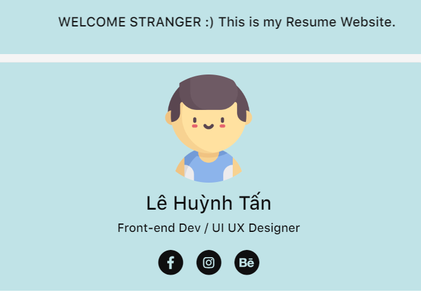 WELCOME STRANGER :) This is my Resume Website.
Lê Huỳnh Tấn
Front-end Dev / UI UX Designer
f
Bē